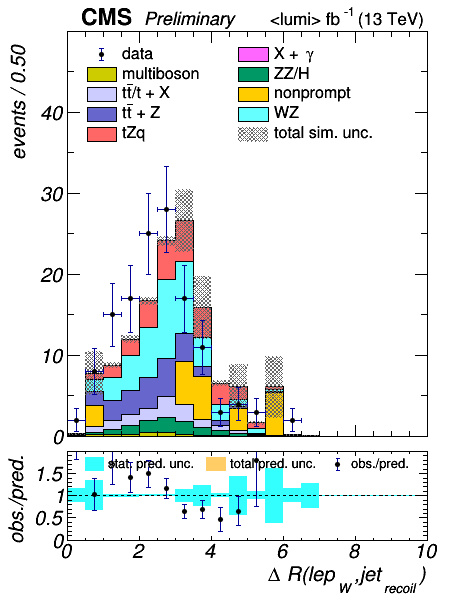 CMS Preliminary <lumi> fb⁻¹ (13 TeV)
events / 0.50
data
multiboson
tt̄/t + X
tt̄ + Z
tZq
X + γ
ZZ/H
nonprompt
WZ
total sim. unc.
40
30
20
10
0
obs./pred.
stat. pred. unc. total pred. unc. obs./pred.
1.5
1
0.5
0
0 2 4 6 8 10
Δ R(lep_W, jet_recoil)